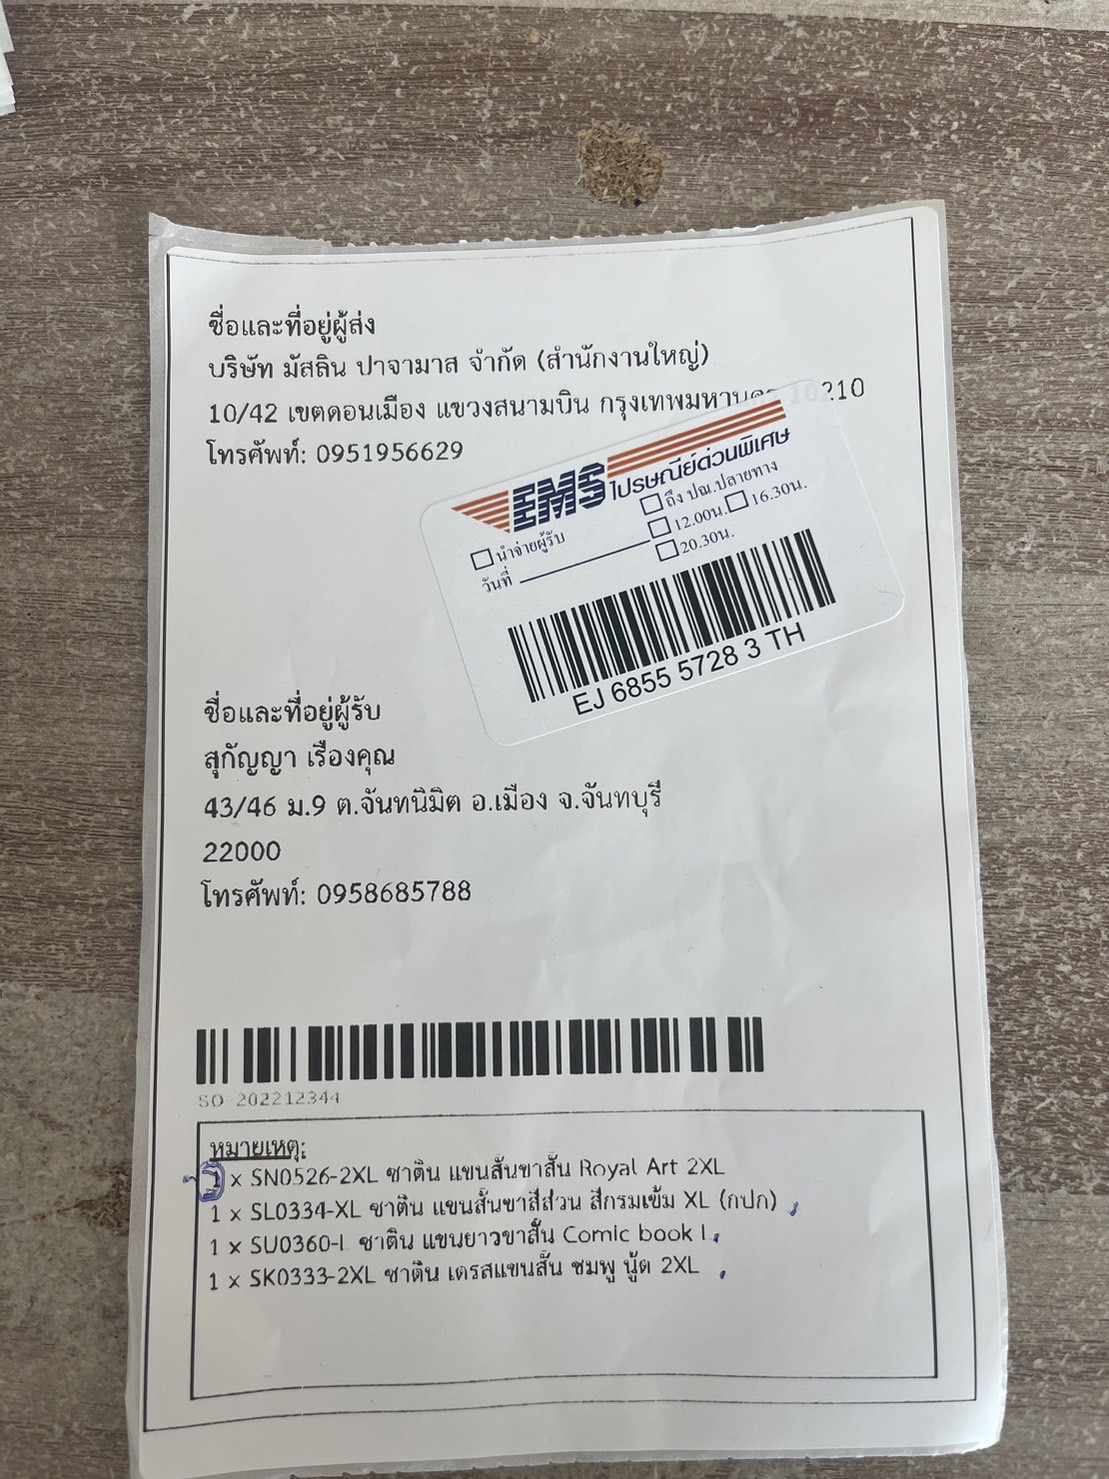 ชื่อและที่อยู่ผู้ส่ง
บริษัท มัสลิน ปาจามาส จำกัด (สำนักงานใหญ่)
10/42 เขตดอนเมือง แขวงสนามบิน กรุงเทพมหานคร 10210
โทรศัพท์: 0951956629
EMS ไปรษณีย์ด่วนพิเศษ
ถึง ปณ.ปลายทาง
นำจ่ายผู้รับ 12.00น. 16.30น.
วันที่ 20.30น.
EJ 6855 5728 3 TH
ชื่อและที่อยู่ผู้รับ
สุกัญญา เรืองคุณ
43/46 ม.9 ต.จันทนิมิต อ.เมือง จ.จันทบุรี
22000
โทรศัพท์: 0958685788
SO-202212344
หมายเหตุ:
1 x SN0526-2XL ซาติน แขนสั้นขาสั้น Royal Art 2XL
1 x SL0334-XL ซาติน แขนสั้นขาสี่ส่วน สีกรมเข้ม XL (กปก)
1 x SU0360-L ซาติน แขนยาวขาสั้น Comic book L
1 x SK0333-2XL ซาติน เดรสแขนสั้น ชมพู นู้ด 2XL